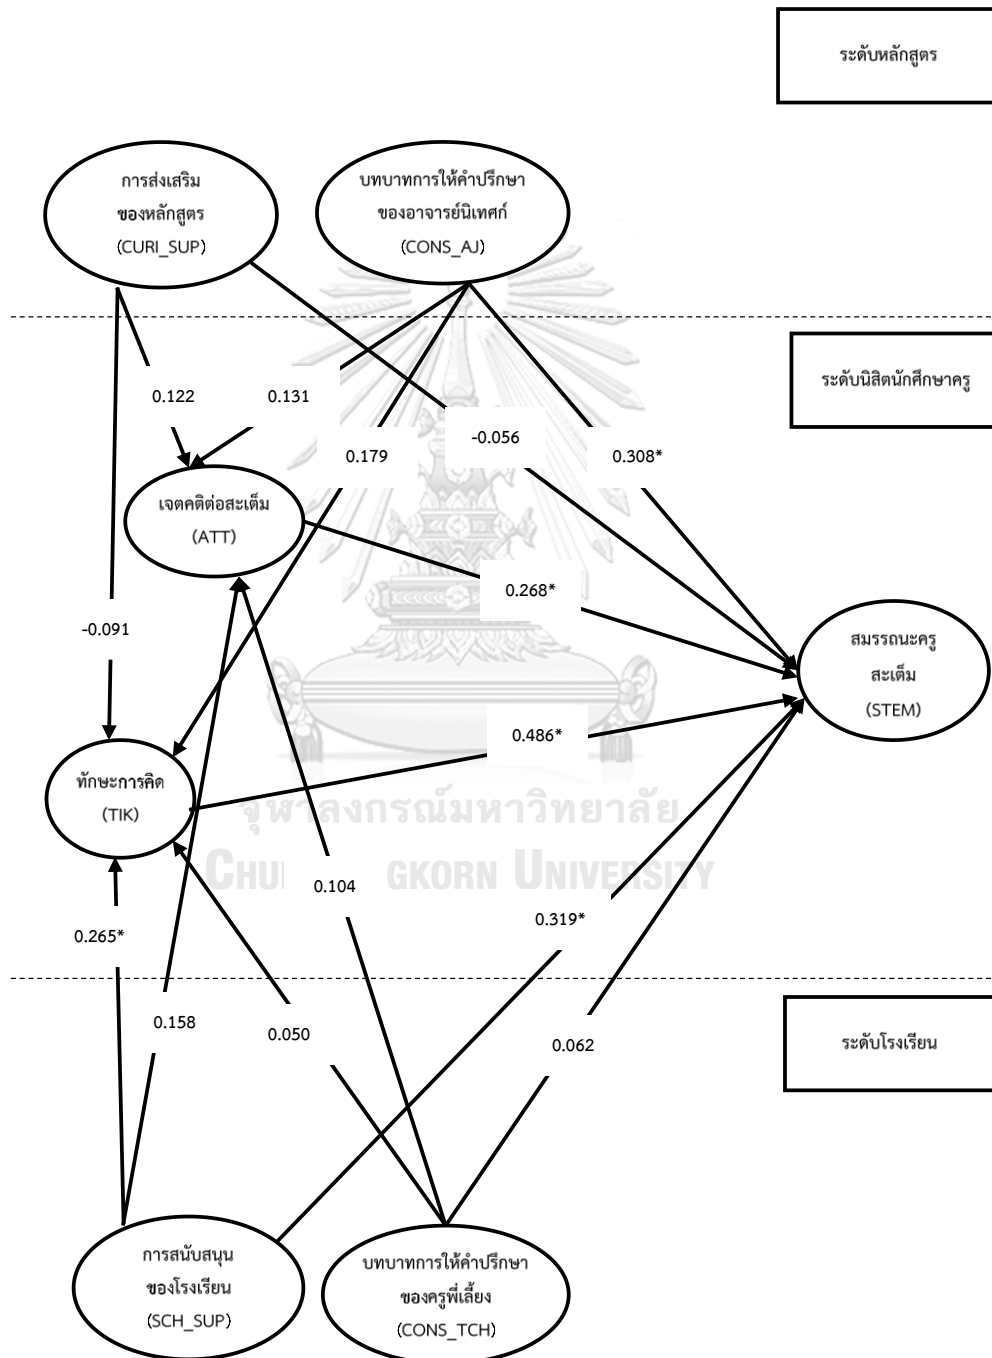 ระดับหลักสูตร
การส่งเสริม
ของหลักสูตร
(CURI_SUP)
บทบาทการให้คำปรึกษา
ของอาจารย์นิเทศก์
(CONS_AJ)
ระดับนิสิตนักศึกษาครู
0.122
0.131
0.179
-0.056
0.308*
เจตคติต่อสะเต็ม
(ATT)
0.268*
-0.091
สมรรถนะครู
สะเต็ม
(STEM)
0.486*
ทักษะการคิด
(TIK)
จุฬาลงกรณ์มหาวิทยาลัย
CHU GKORN UNIVERSITY
0.104
0.319*
0.265*
0.158
0.050
0.062
ระดับโรงเรียน
การสนับสนุน
ของโรงเรียน
(SCH_SUP)
บทบาทการให้คำปรึกษา
ของครูพี่เลี้ยง
(CONS_TCH)